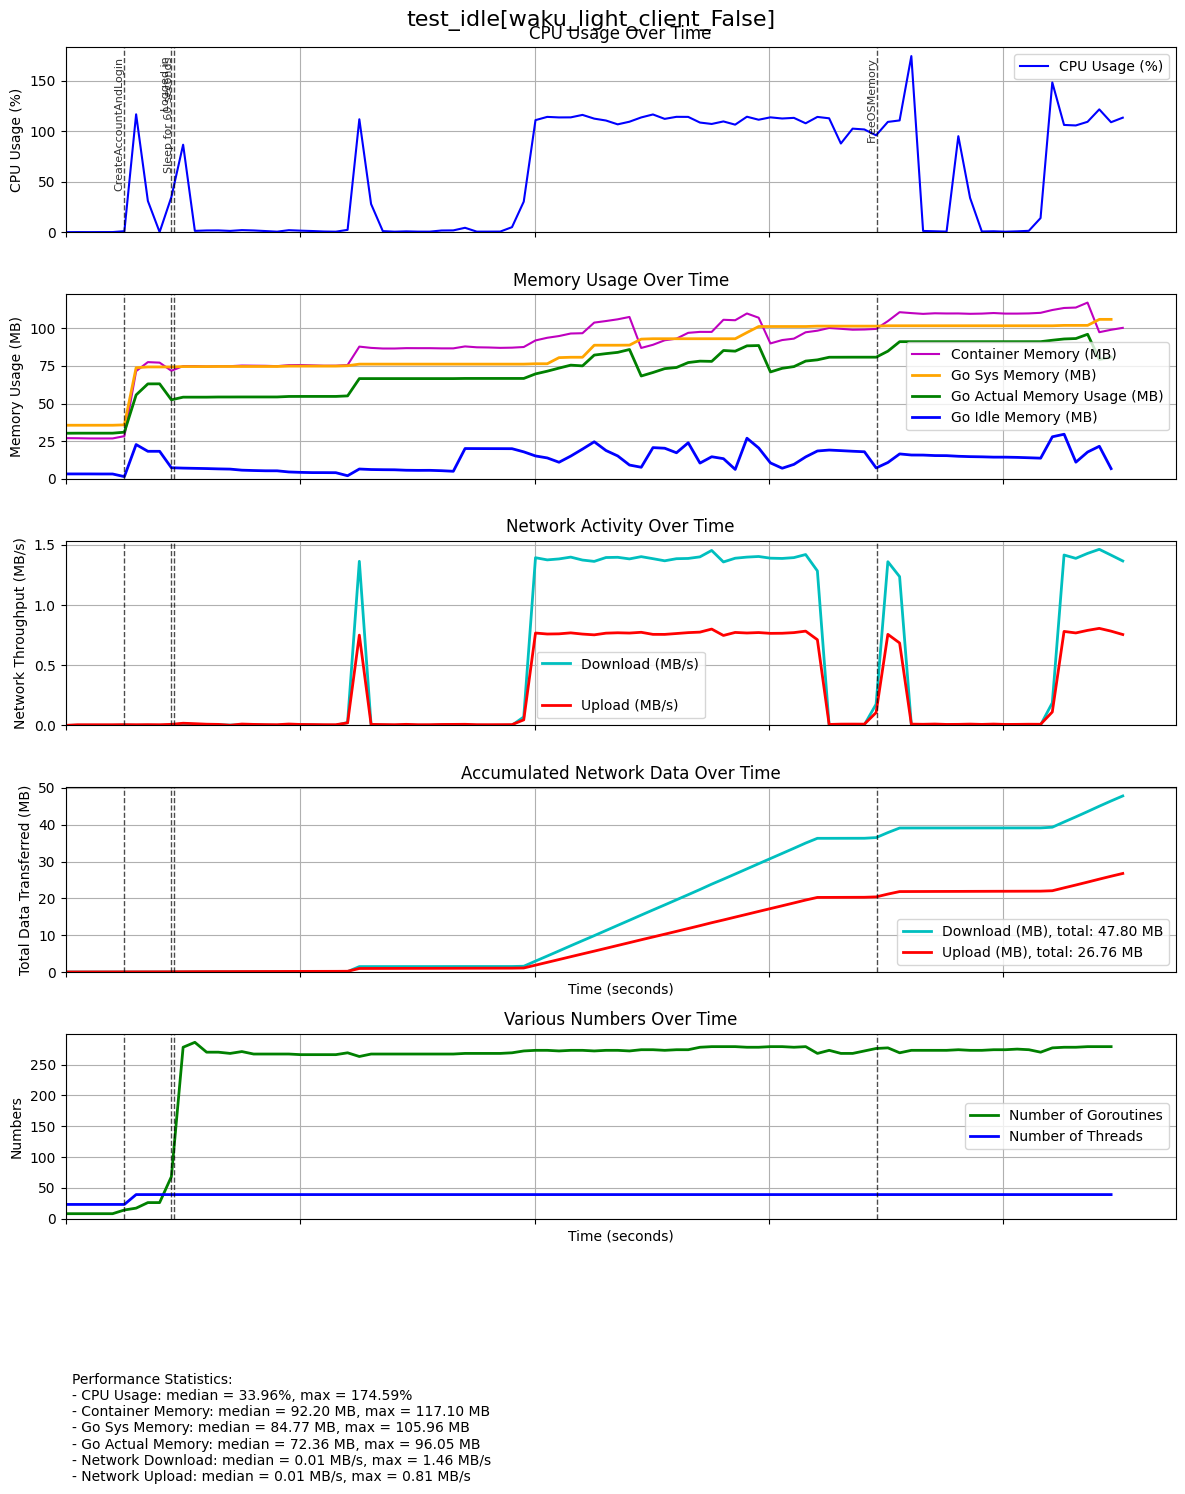 test_idle[waku_light_client_False]
CPU Usage Over Time
CPU Usage (%)
150
100
50
0
CreateAccountAndLogin
Logged in
Sleep for 60 seconds
FreeOSMemory
CPU Usage (%)
Memory Usage Over Time
Memory Usage (MB)
100
75
50
25
0
Container Memory (MB)
Go Sys Memory (MB)
Go Actual Memory Usage (MB)
Go Idle Memory (MB)
Network Activity Over Time
Network Throughput (MB/s)
1.5
1.0
0.5
0.0
Download (MB/s)
Upload (MB/s)
Accumulated Network Data Over Time
Total Data Transferred (MB)
50
40
30
20
10
0
Download (MB), total: 47.80 MB
Upload (MB), total: 26.76 MB
Time (seconds)
Various Numbers Over Time
Numbers
250
200
150
100
50
0
Number of Goroutines
Number of Threads
Time (seconds)
Performance Statistics:
- CPU Usage: median = 33.96%, max = 174.59%
- Container Memory: median = 92.20 MB, max = 117.10 MB
- Go Sys Memory: median = 84.77 MB, max = 105.96 MB
- Go Actual Memory: median = 72.36 MB, max = 96.05 MB
- Network Download: median = 0.01 MB/s, max = 1.46 MB/s
- Network Upload: median = 0.01 MB/s, max = 0.81 MB/s